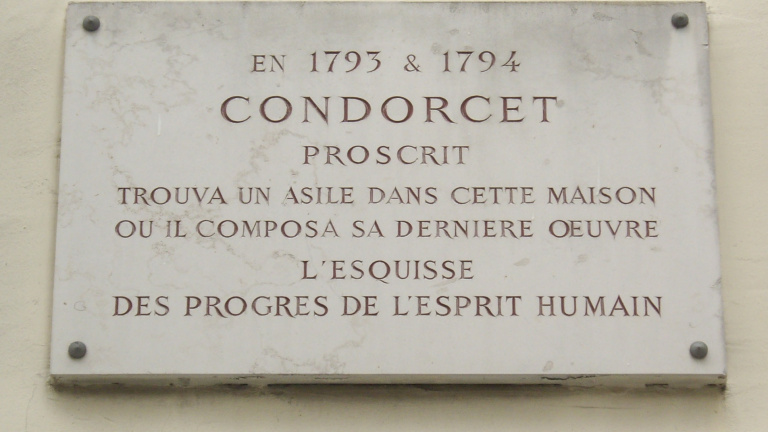 EN 1793 & 1794
CONDORCET
PROSCRIT
TROUVA UN ASILE DANS CETTE MAISON
OU IL COMPOSA SA DERNIERE ŒUVRE
L'ESQUISSE
DES PROGRES DE L'ESPRIT HUMAIN